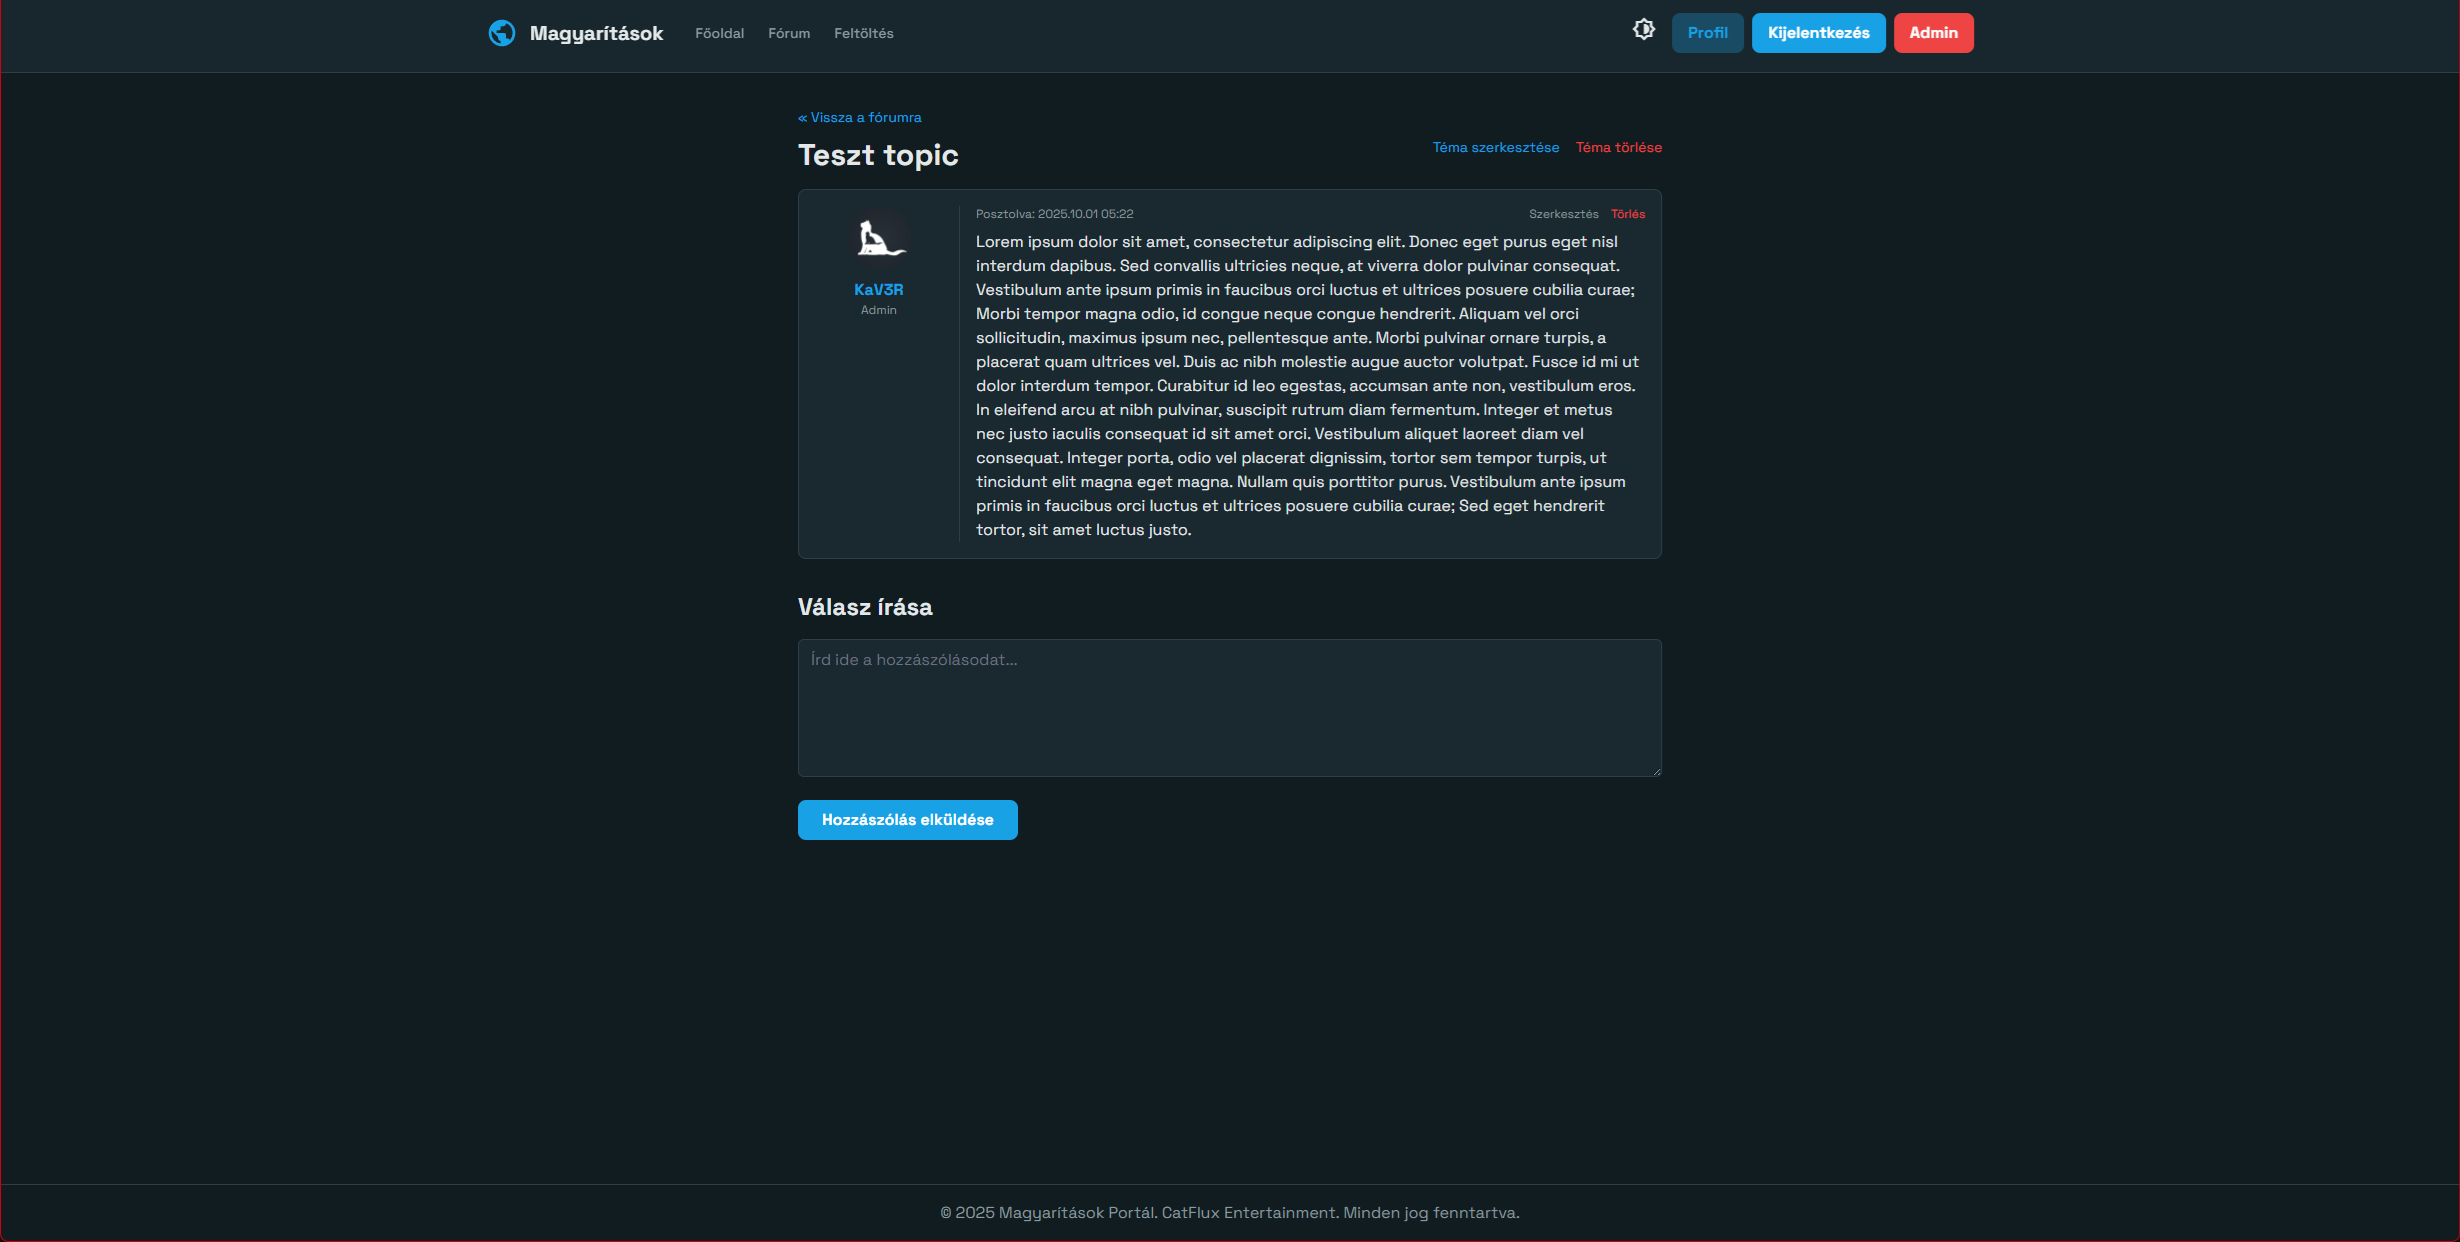 Magyarítások Főoldal Fórum Feltöltés Profil Kijelentkezés Admin
« Vissza a fórumra
Teszt topic
Téma szerkesztése Téma törlése
Posztolva: 2025.10.01 05:22 Szerkesztés Törlés
KaV3R
Admin
Lorem ipsum dolor sit amet, consectetur adipiscing elit. Donec eget purus eget nisl
interdum dapibus. Sed convallis ultricies neque, at viverra dolor pulvinar consequat.
Vestibulum ante ipsum primis in faucibus orci luctus et ultrices posuere cubilia curae;
Morbi tempor magna odio, id congue neque congue hendrerit. Aliquam vel orci
sollicitudin, maximus ipsum nec, pellentesque ante. Morbi pulvinar ornare turpis, a
placerat quam ultrices vel. Duis ac nibh molestie augue auctor volutpat. Fusce id mi ut
dolor interdum tempor. Curabitur id leo egestas, accumsan ante non, vestibulum eros.
In eleifend arcu at nibh pulvinar, suscipit rutrum diam fermentum. Integer et metus
nec justo iaculis consequat id sit amet orci. Vestibulum aliquet laoreet diam vel
consequat. Integer porta, odio vel placerat dignissim, tortor sem tempor turpis, ut
tincidunt elit magna eget magna. Nullam quis porttitor purus. Vestibulum ante ipsum
primis in faucibus orci luctus et ultrices posuere cubilia curae; Sed eget hendrerit
tortor, sit amet luctus justo.
Válasz írása
Írd ide a hozzászólásodat...
Hozzászólás elküldése
© 2025 Magyarítások Portál. CatFlux Entertainment. Minden jog fenntartva.